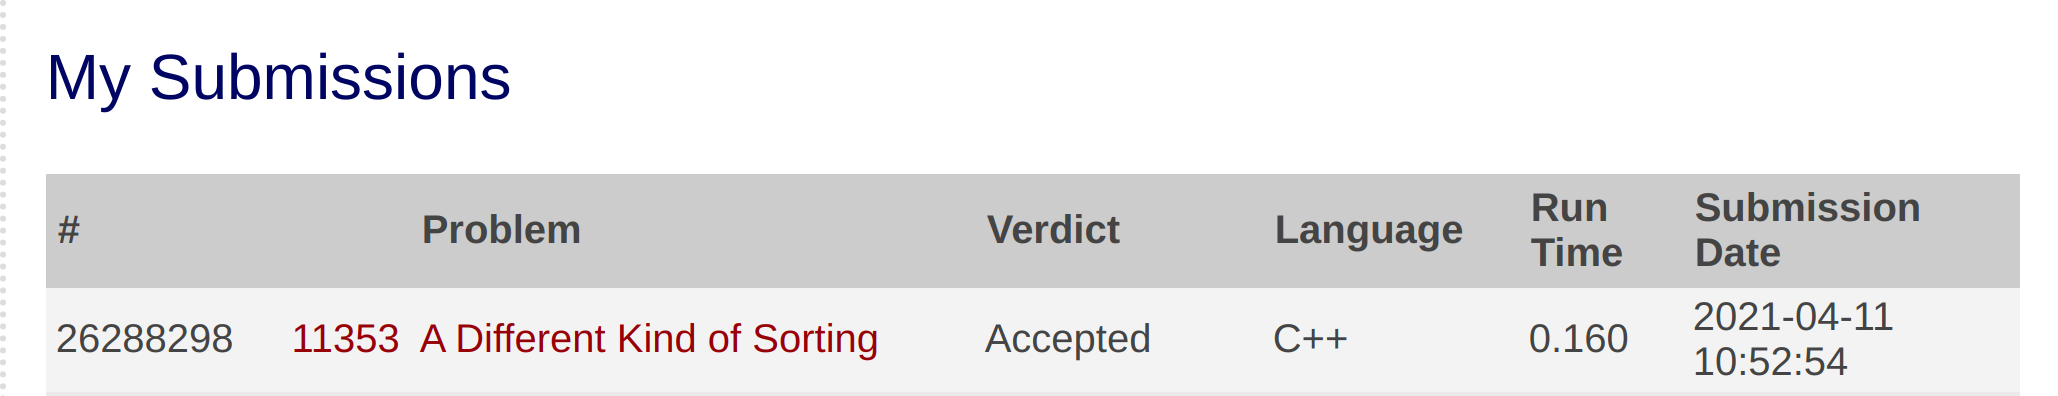 My Submissions
# Problem Verdict Language Run Time Submission Date
26288298 11353 A Different Kind of Sorting Accepted C++ 0.160 2021-04-11 10:52:54